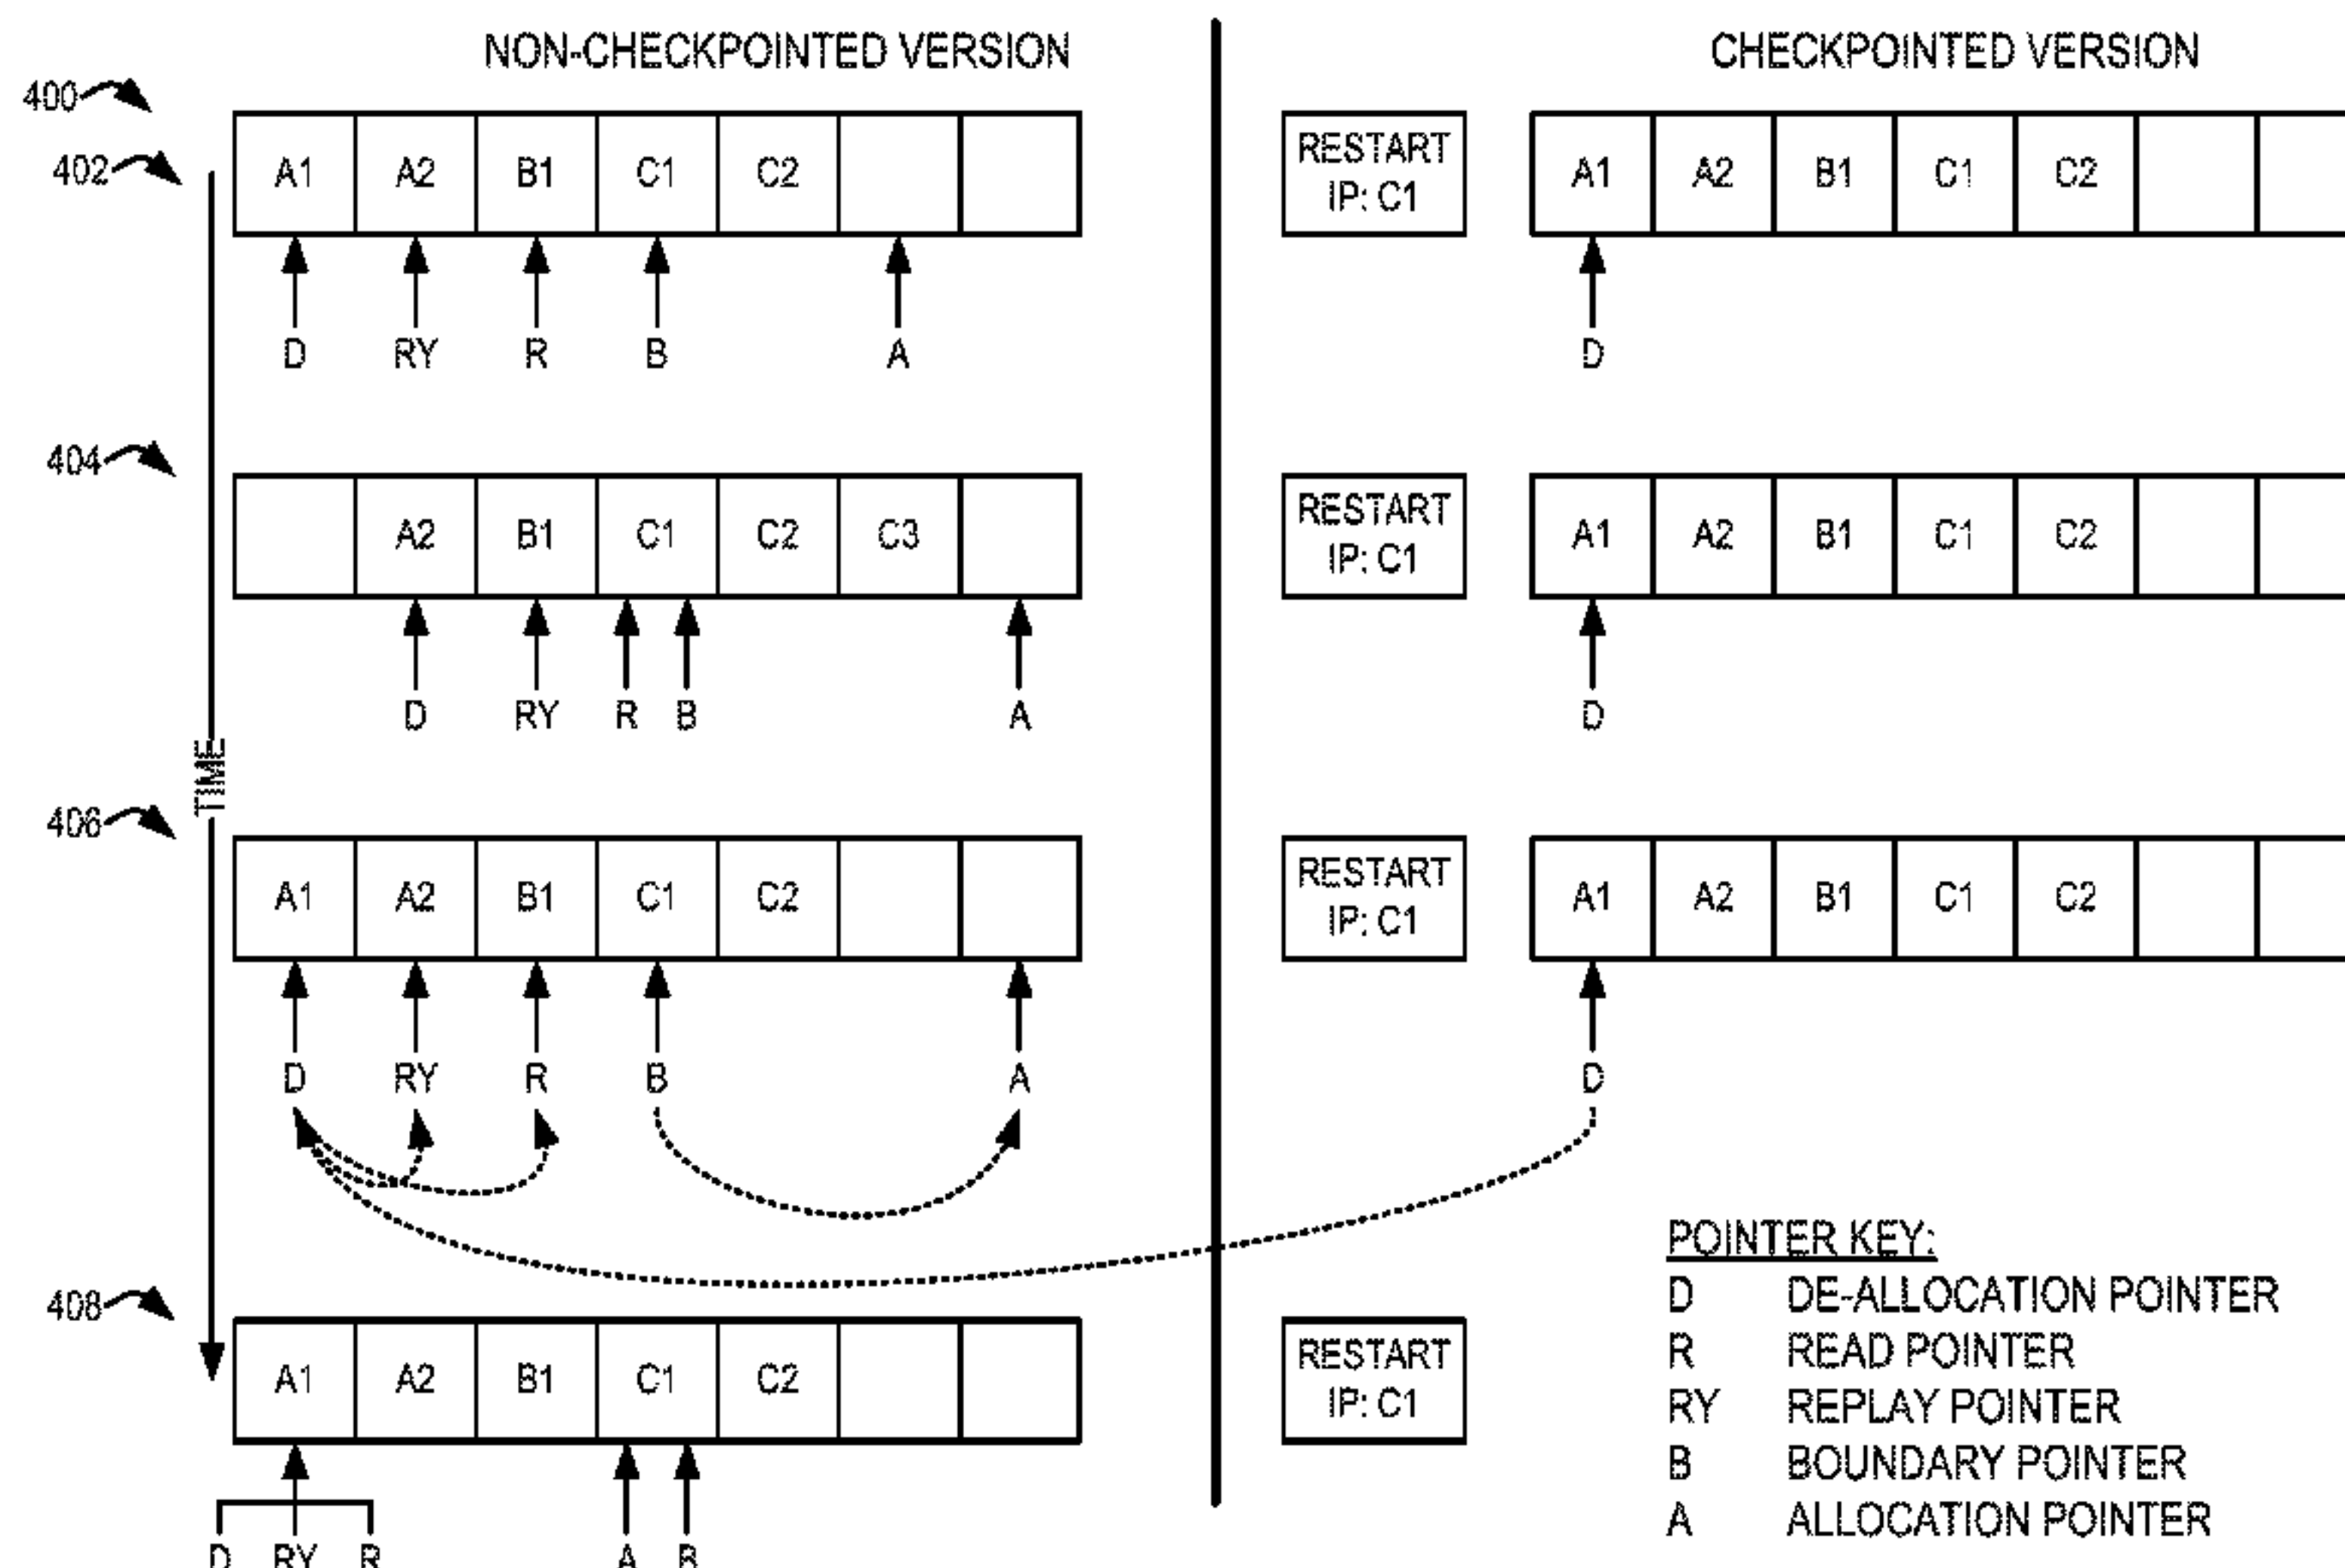 NON-CHECKPOINTED VERSION
CHECKPOINTED VERSION
400
402
A1 A2 B1 C1 C2
RESTART
IP: C1
A1 A2 B1 C1 C2
D RY R B A
D
404
A2 B1 C1 C2 C3
RESTART
IP: C1
A1 A2 B1 C1 C2
D RY R B A
D
TIME
406
A1 A2 B1 C1 C2
RESTART
IP: C1
A1 A2 B1 C1 C2
D RY R B A
D
408
A1 A2 B1 C1 C2
RESTART
IP: C1
D RY R A B
POINTER KEY:
D DE-ALLOCATION POINTER
R READ POINTER
RY REPLAY POINTER
B BOUNDARY POINTER
A ALLOCATION POINTER